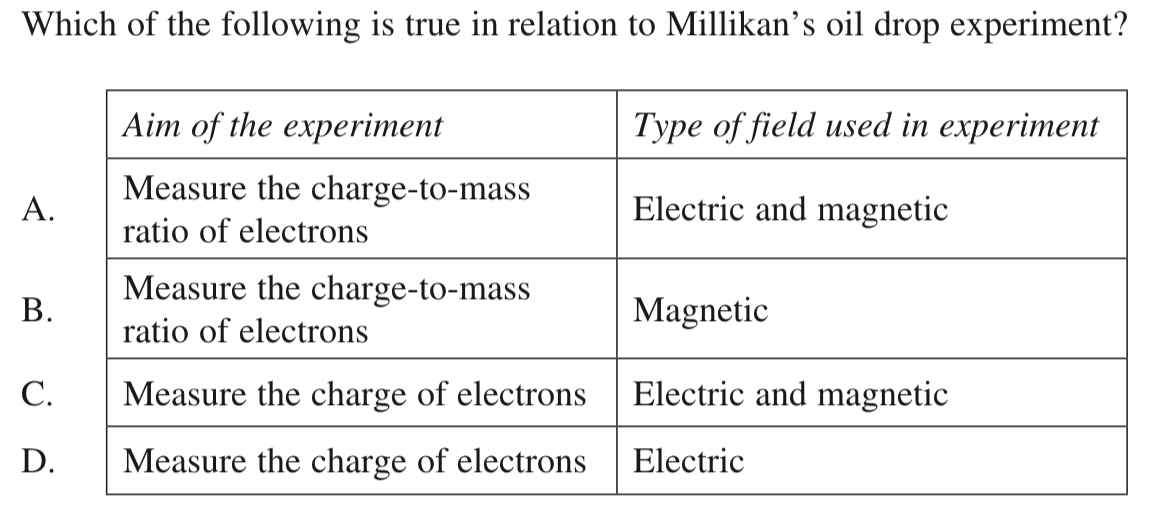 Which of the following is true in relation to Millikan’s oil drop experiment?
Aim of the experiment Type of field used in experiment
A. Measure the charge-to-mass ratio of electrons Electric and magnetic
B. Measure the charge-to-mass ratio of electrons Magnetic
C. Measure the charge of electrons Electric and magnetic
D. Measure the charge of electrons Electric